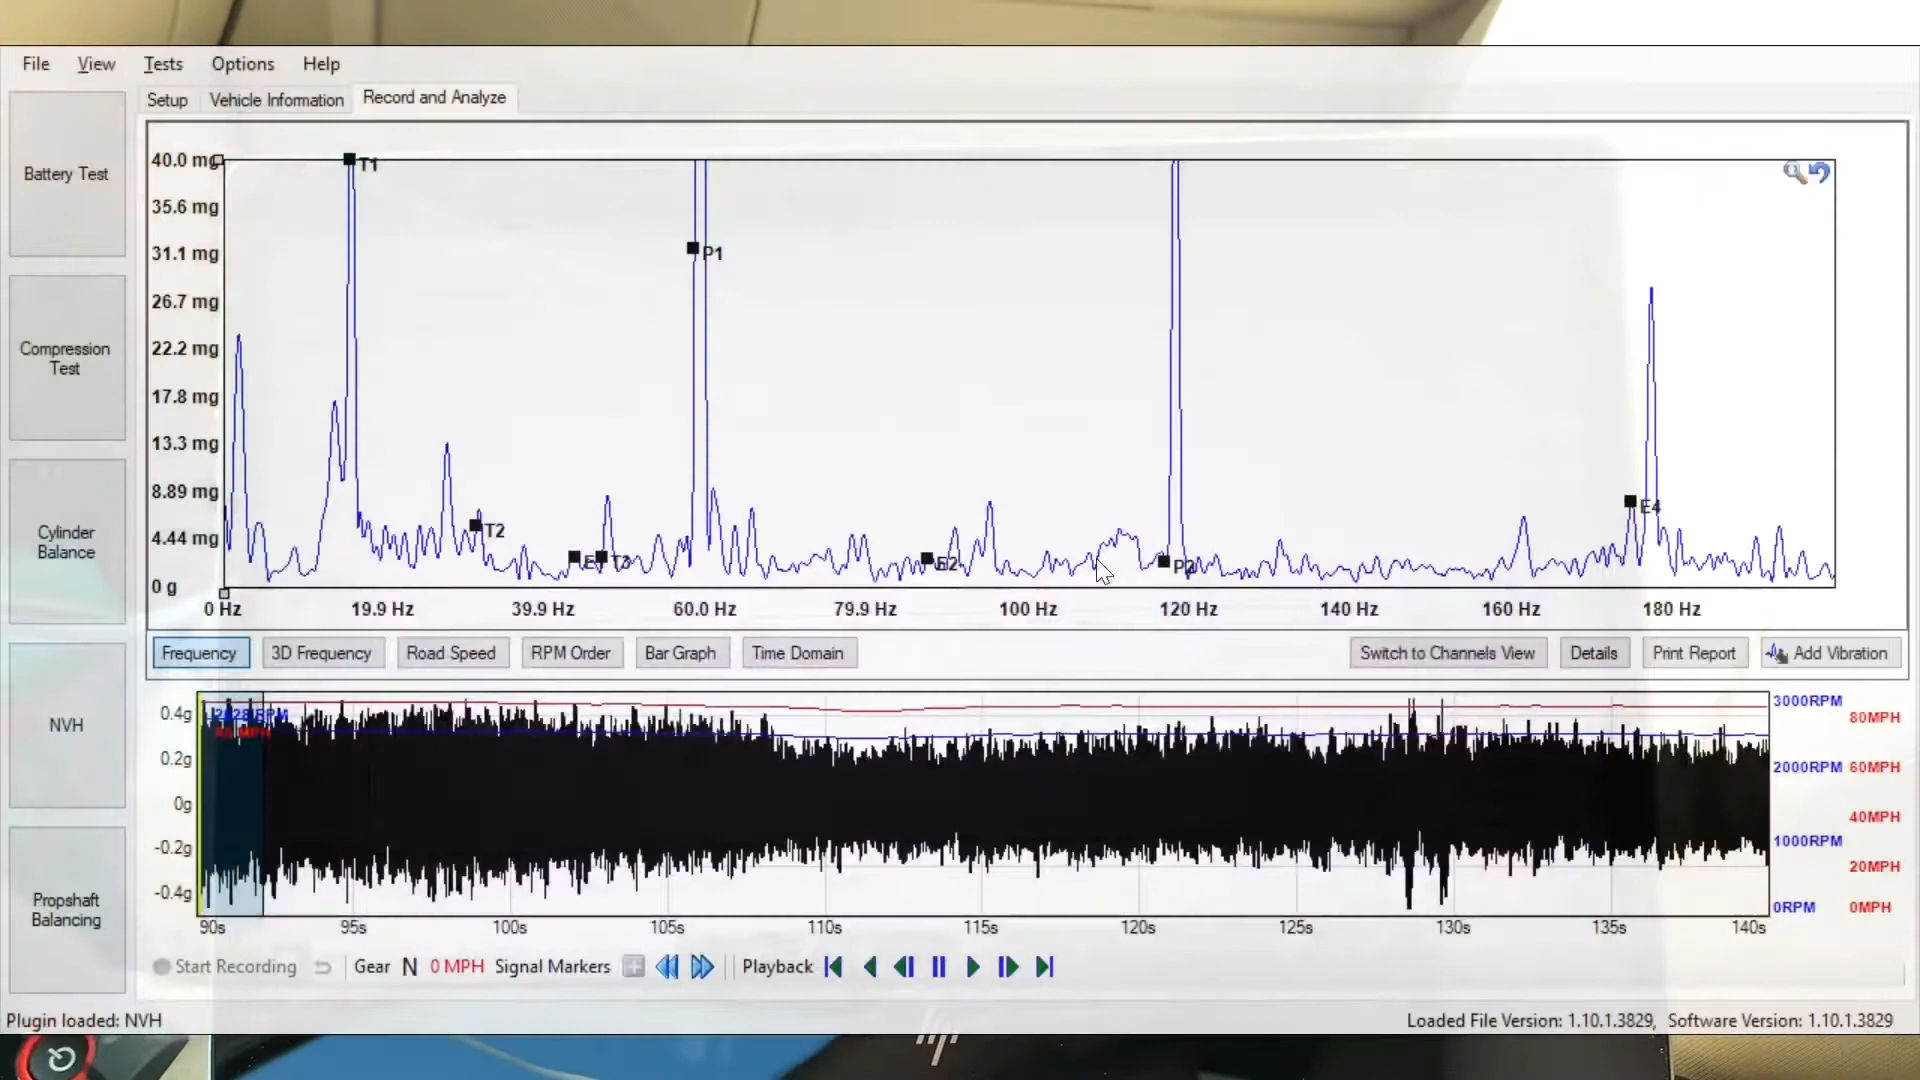 File View Tests Options Help
Setup Vehicle Information Record and Analyze
Battery Test
Compression
Test
Cylinder
Balance
NVH
Propshaft
Balancing
40.0 mg
35.6 mg
31.1 mg
26.7 mg
22.2 mg
17.8 mg
13.3 mg
8.89 mg
4.44 mg
0 g
T1
P1
T2
E1 T3
E2
P2
E4
0 Hz 19.9 Hz 39.9 Hz 60.0 Hz 79.9 Hz 100 Hz 120 Hz 140 Hz 160 Hz 180 Hz
Frequency 3D Frequency Road Speed RPM Order Bar Graph Time Domain Switch to Channels View Details Print Report Add Vibration
0.4g
0.2g
0g
-0.2g
-0.4g
3000RPM
80MPH
2000RPM 60MPH
40MPH
1000RPM
20MPH
0RPM 0MPH
90s 95s 100s 105s 110s 115s 120s 125s 130s 135s 140s
Start Recording Gear N 0 MPH Signal Markers Playback
Plugin loaded: NVH Loaded File Version: 1.10.1.3829, Software Version: 1.10.1.3829
hp